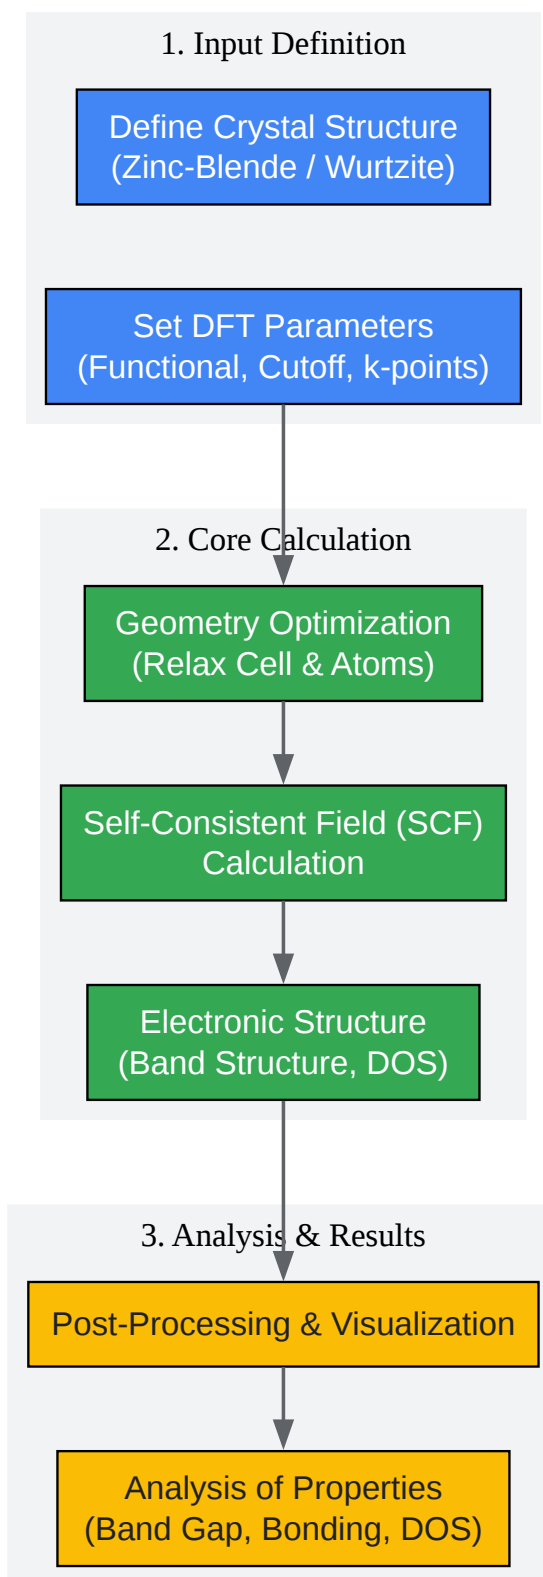 1. Input Definition
Define Crystal Structure
(Zinc-Blende / Wurtzite)
Set DFT Parameters
(Functional, Cutoff, k-points)
2. Core Calculation
Geometry Optimization
(Relax Cell & Atoms)
Self-Consistent Field (SCF)
Calculation
Electronic Structure
(Band Structure, DOS)
3. Analysis & Results
Post-Processing & Visualization
Analysis of Properties
(Band Gap, Bonding, DOS)